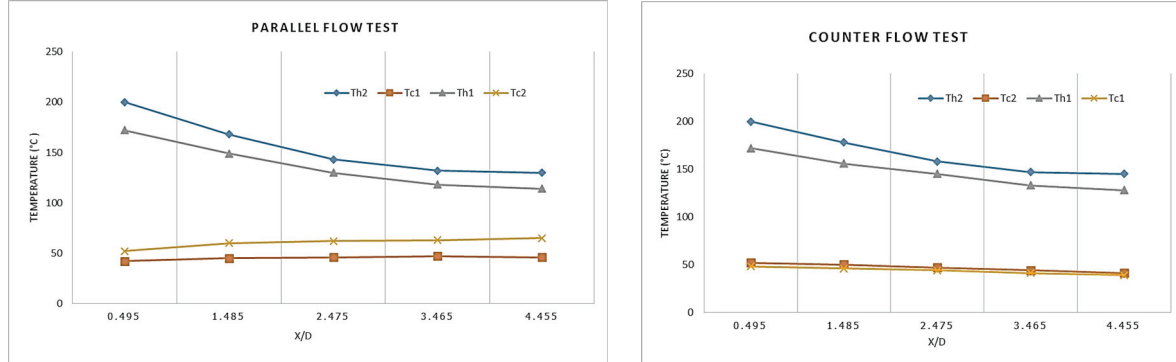 PARALLEL FLOW TEST
250
200
150
100
50
0
TEMPERATURE (°C)
Th2 Tc1 Th1 Tc2
0.495 1.485 2.475 3.465 4.455
X/D
COUNTER FLOW TEST
250
200
150
100
50
0
TEMPERATURE (°C)
Th2 Tc2 Th1 Tc1
0.495 1.485 2.475 3.465 4.455
X/D